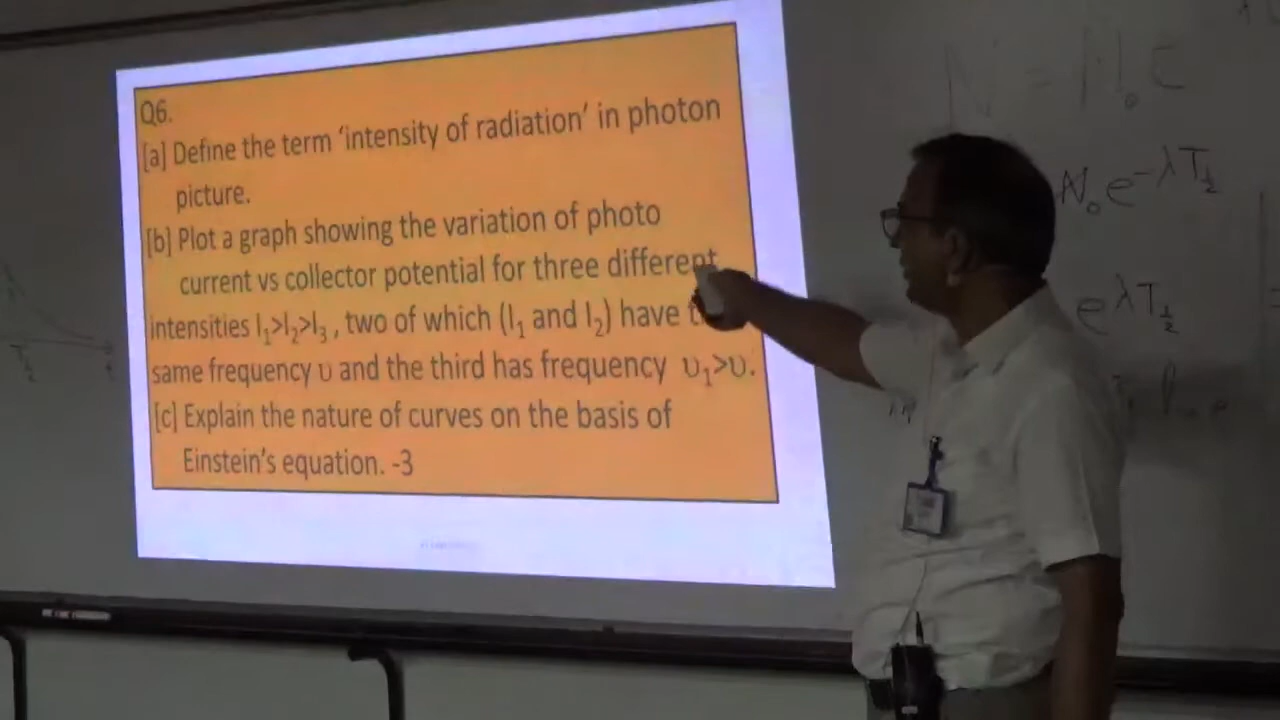 Q6.
[a] Define the term ‘intensity of radiation’ in photon
picture.
[b] Plot a graph showing the variation of photo
current vs collector potential for three different
intensities I₁>I₂>I₃ , two of which (I₁ and I₂) have
same frequency υ and the third has frequency υ₁>υ.
[c] Explain the nature of curves on the basis of
Einstein’s equation. -3
N = N₀ e
N₀e^-λT½
e^λT½